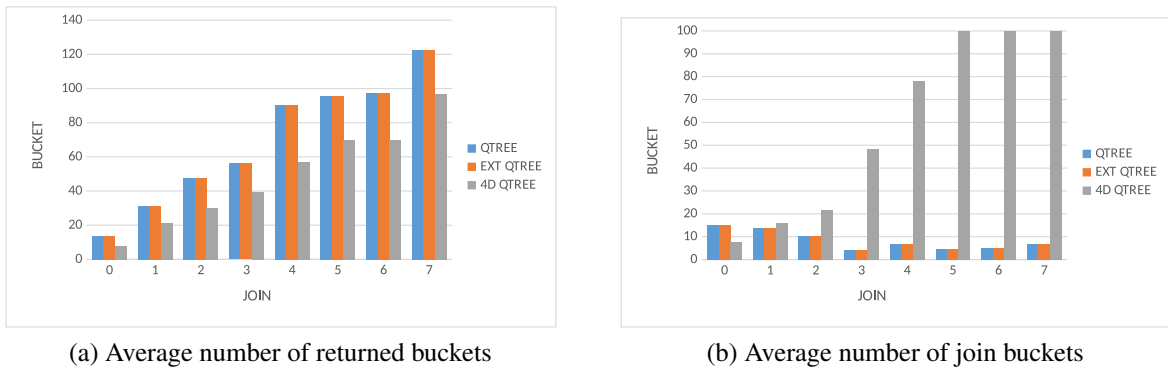 140
120
100
80
60
40
20
0
BUCKET
0 1 2 3 4 5 6 7
JOIN
QTREE
EXT QTREE
4D QTREE
(a) Average number of returned buckets
100
90
80
70
60
50
40
30
20
10
0
BUCKET
0 1 2 3 4 5 6 7
JOIN
QTREE
EXT QTREE
4D QTREE
(b) Average number of join buckets